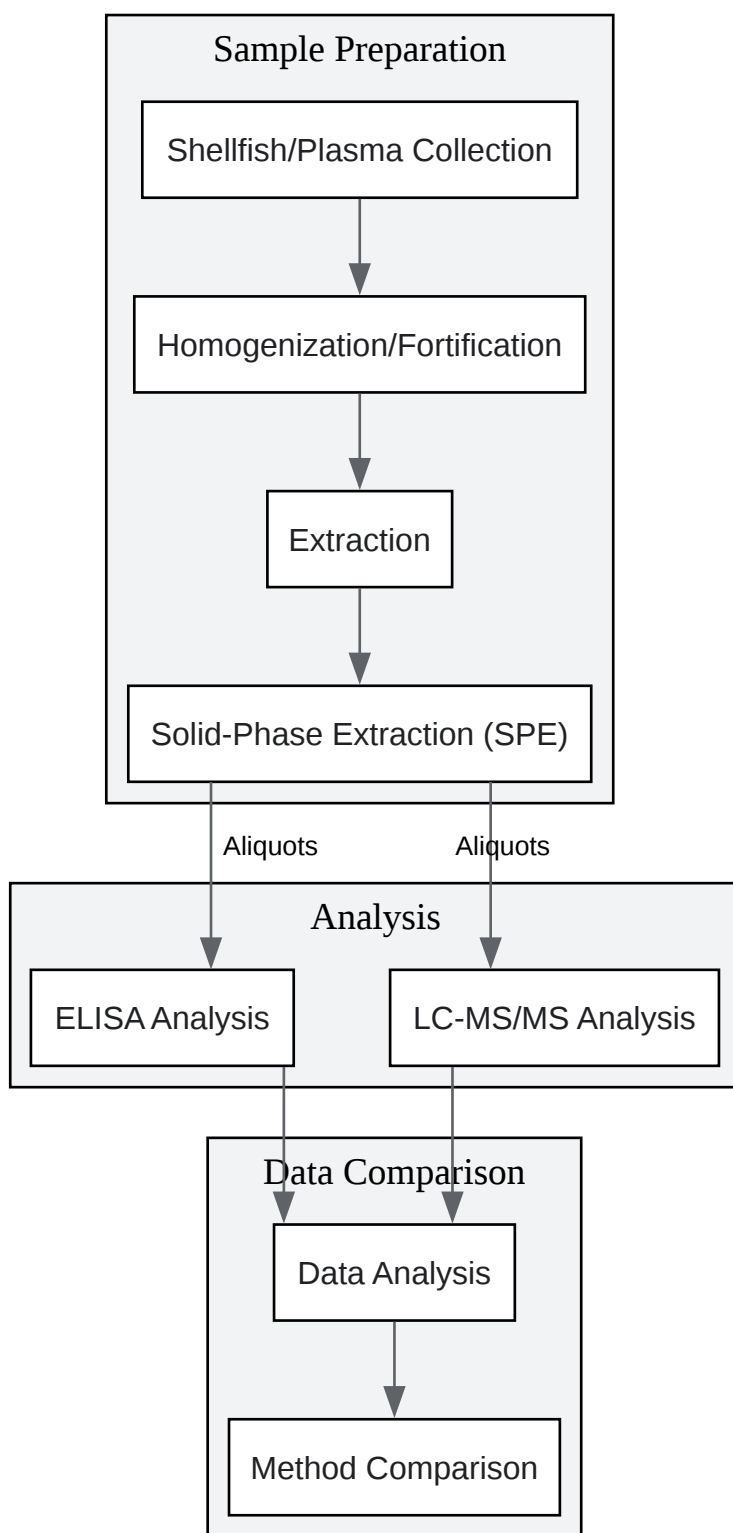 Sample Preparation
Shellfish/Plasma Collection
Homogenization/Fortification
Extraction
Solid-Phase Extraction (SPE)
Aliquots
Aliquots
Analysis
ELISA Analysis
LC-MS/MS Analysis
Data Comparison
Data Analysis
Method Comparison